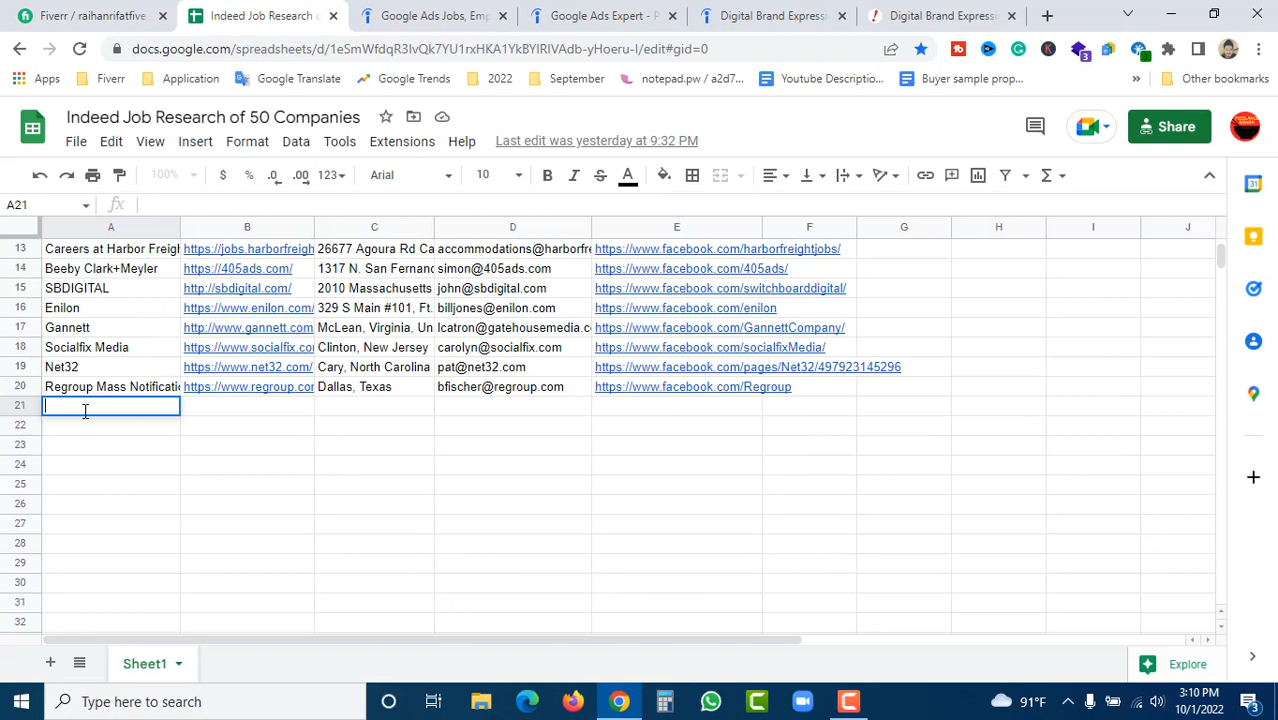 Fiverr / raihanritfatfive
Indeed Job Research o
Google Ads Jobs, Emp
Google Ads Expert - P
Digital Brand Expressi
Digital Brand Expressi
docs.google.com/spreadsheets/d/1eSmWfdqR3lvQk7YU1rxHKA1YkBYlRlVAdb-yHoeru-I/edit#gid=0
Apps
Fiverr
Application
Google Translate
Google Trends
2022
September
notepad.pw / a2d7...
Youtube Description...
Buyer sample prop...
»
Other bookmarks
Indeed Job Research of 50 Companies
File Edit View Insert Format Data Tools Extensions Help Last edit was yesterday at 9:32 PM
Share
100% $ % .0 .00 123 Arial 10 B I S A
A21 fx
A B C D E F G H I J
13 Careers at Harbor Freig https://jobs.harborfreigh 26677 Agoura Rd Ca accommodations@harborfre https://www.facebook.com/harborfreightjobs/
14 Beeby Clark+Meyler https://405ads.com/ 1317 N. San Fernand simon@405ads.com https://www.facebook.com/405ads/
15 SBDIGITAL http://sbdigital.com/ 2010 Massachusetts john@sbdigital.com https://www.facebook.com/switchboarddigital/
16 Enilon https://www.enilon.com/ 329 S Main #101, Ft. billjones@enilon.com https://www.facebook.com/enilon
17 Gannett http://www.gannett.com McLean, Virginia, Un lcatron@gatehousemedia.c https://www.facebook.com/GannettCompany/
18 Socialfix Media https://www.socialfix.co Clinton, New Jersey carolyn@socialfix.com https://www.facebook.com/socialfixMedia/
19 Net32 https://www.net32.com/ Cary, North Carolina pat@net32.com https://www.facebook.com/pages/Net32/497923145296
20 Regroup Mass Notificatio https://www.regroup.com Dallas, Texas bfischer@regroup.com https://www.facebook.com/Regroup
21
22
23
24
25
26
27
28
29
30
31
32
Sheet1
Explore
Type here to search
91°F
3:10 PM
10/1/2022
3